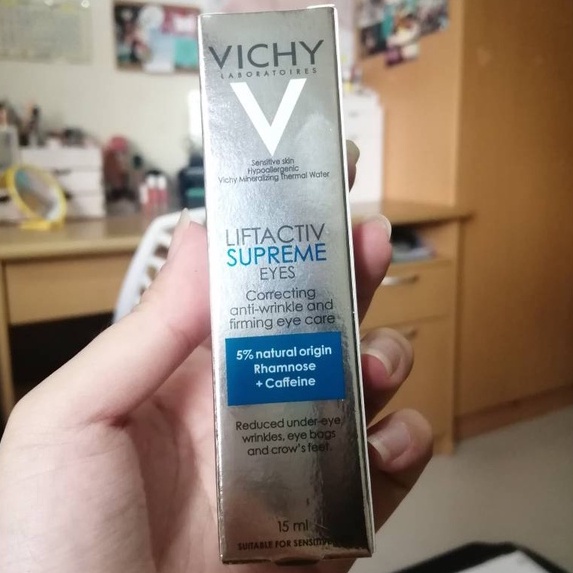 VICHY
LABORATOIRES
V
Sensitive skin
Hypoallergenic
Vichy Mineralizing Thermal Water
LIFTACTIV
SUPREME
EYES
Correcting
anti-wrinkle and
firming eye care
5% natural origin
Rhamnose
+ Caffeine
Reduced under-eye
wrinkles, eye bags
and crow's feet.
15 ml
SUITABLE FOR SENSITIVE